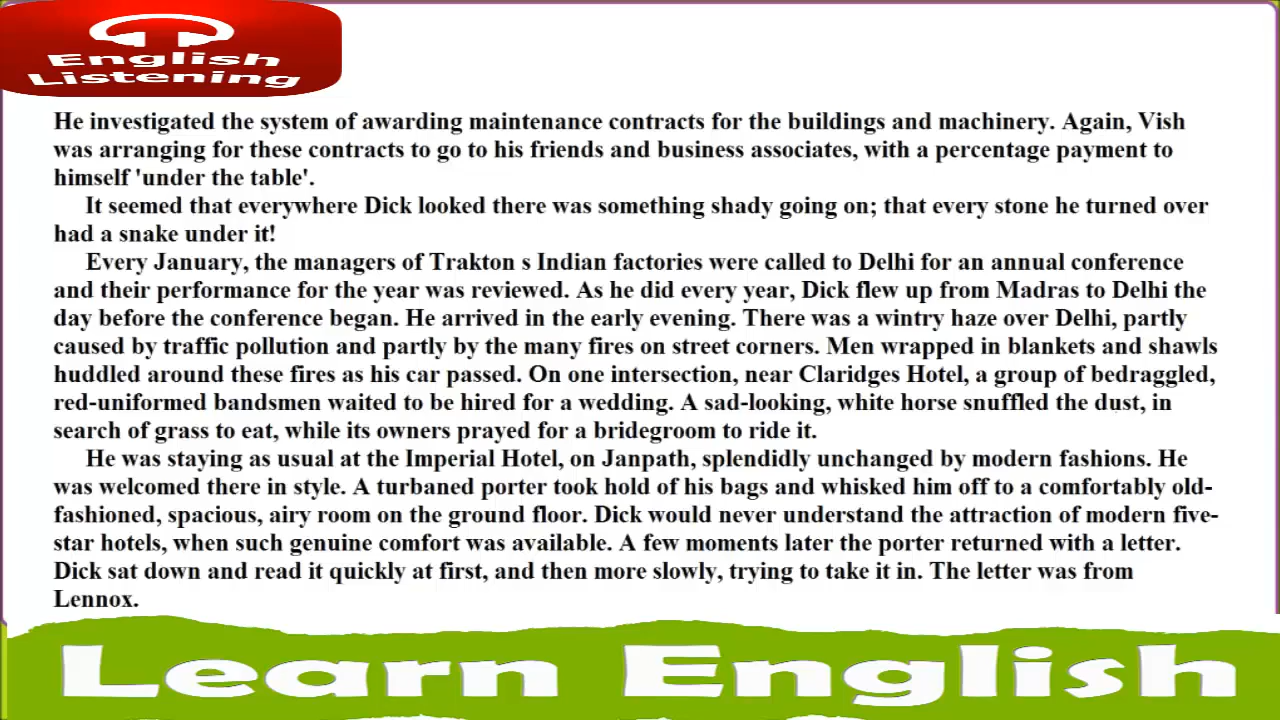 English
Listening
He investigated the system of awarding maintenance contracts for the buildings and machinery. Again, Vish
was arranging for these contracts to go to his friends and business associates, with a percentage payment to
himself 'under the table'.
It seemed that everywhere Dick looked there was something shady going on; that every stone he turned over
had a snake under it!
Every January, the managers of Trakton s Indian factories were called to Delhi for an annual conference
and their performance for the year was reviewed. As he did every year, Dick flew up from Madras to Delhi the
day before the conference began. He arrived in the early evening. There was a wintry haze over Delhi, partly
caused by traffic pollution and partly by the many fires on street corners. Men wrapped in blankets and shawls
huddled around these fires as his car passed. On one intersection, near Claridges Hotel, a group of bedraggled,
red-uniformed bandsmen waited to be hired for a wedding. A sad-looking, white horse snuffled the dust, in
search of grass to eat, while its owners prayed for a bridegroom to ride it.
He was staying as usual at the Imperial Hotel, on Janpath, splendidly unchanged by modern fashions. He
was welcomed there in style. A turbaned porter took hold of his bags and whisked him off to a comfortably old-
fashioned, spacious, airy room on the ground floor. Dick would never understand the attraction of modern five-
star hotels, when such genuine comfort was available. A few moments later the porter returned with a letter.
Dick sat down and read it quickly at first, and then more slowly, trying to take it in. The letter was from
Lennox.
Learn English